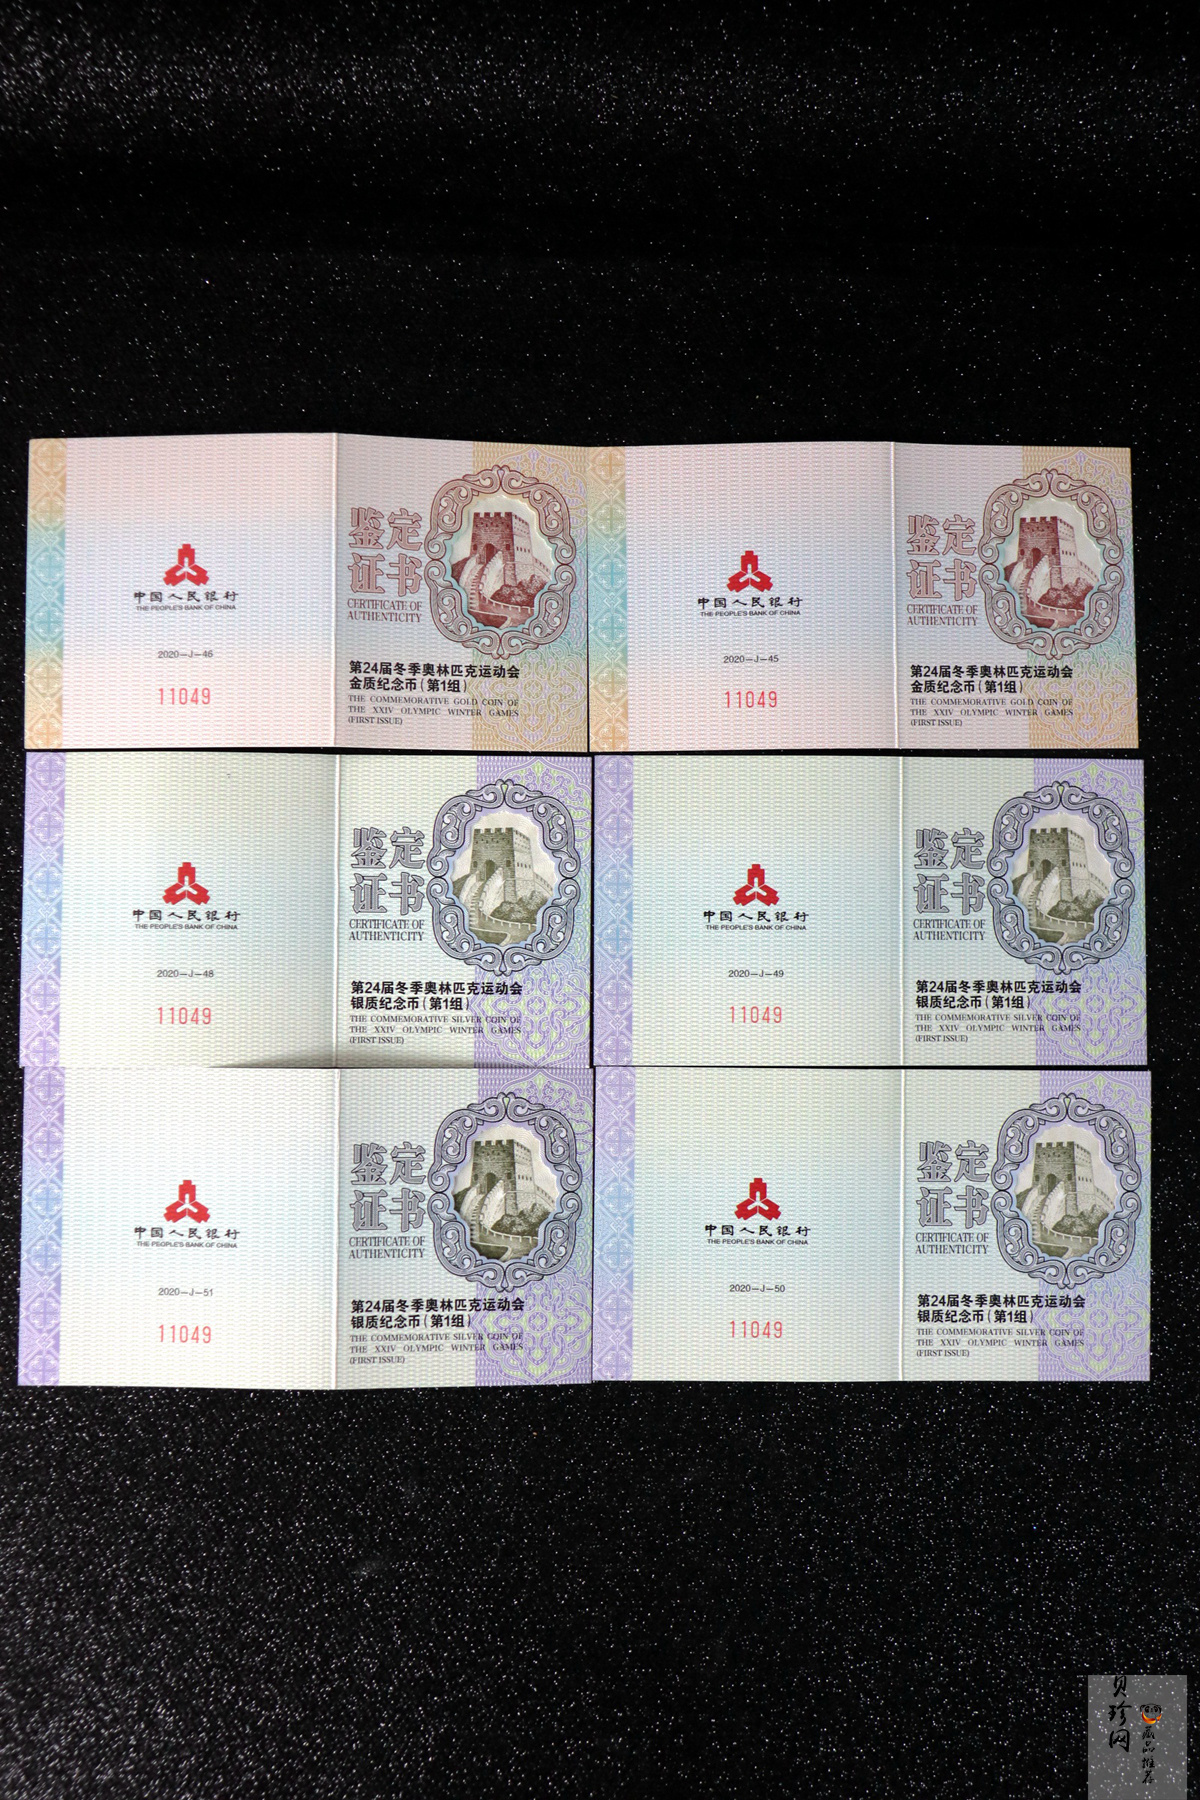 中国人民银行
THE PEOPLE'S BANK OF CHINA
2020-J-46
11049
鉴定
证书
CERTIFICATE OF
AUTHENTICITY
第24届冬季奥林匹克运动会
金质纪念币(第1组)
THE COMMEMORATIVE GOLD COIN OF
THE XXIV OLYMPIC WINTER GAMES
(FIRST ISSUE)
中国人民银行
THE PEOPLE'S BANK OF CHINA
2020-J-45
11049
鉴定
证书
CERTIFICATE OF
AUTHENTICITY
第24届冬季奥林匹克运动会
金质纪念币(第1组)
THE COMMEMORATIVE GOLD COIN OF
THE XXIV OLYMPIC WINTER GAMES
(FIRST ISSUE)
中国人民银行
THE PEOPLE'S BANK OF CHINA
2020-J-48
11049
鉴定
证书
CERTIFICATE OF
AUTHENTICITY
第24届冬季奥林匹克运动会
银质纪念币(第1组)
THE COMMEMORATIVE SILVER COIN OF
THE XXIV OLYMPIC WINTER GAMES
(FIRST ISSUE)
中国人民银行
THE PEOPLE'S BANK OF CHINA
2020-J-49
11049
鉴定
证书
CERTIFICATE OF
AUTHENTICITY
第24届冬季奥林匹克运动会
银质纪念币(第1组)
THE COMMEMORATIVE SILVER COIN OF
THE XXIV OLYMPIC WINTER GAMES
(FIRST ISSUE)
中国人民银行
THE PEOPLE'S BANK OF CHINA
2020-J-51
11049
鉴定
证书
CERTIFICATE OF
AUTHENTICITY
第24届冬季奥林匹克运动会
银质纪念币(第1组)
THE COMMEMORATIVE SILVER COIN OF
THE XXIV OLYMPIC WINTER GAMES
(FIRST ISSUE)
中国人民银行
THE PEOPLE'S BANK OF CHINA
2020-J-50
11049
鉴定
证书
CERTIFICATE OF
AUTHENTICITY
第24届冬季奥林匹克运动会
银质纪念币(第1组)
THE COMMEMORATIVE SILVER COIN OF
THE XXIV OLYMPIC WINTER GAMES
(FIRST ISSUE)
贝珍网
藏品推荐